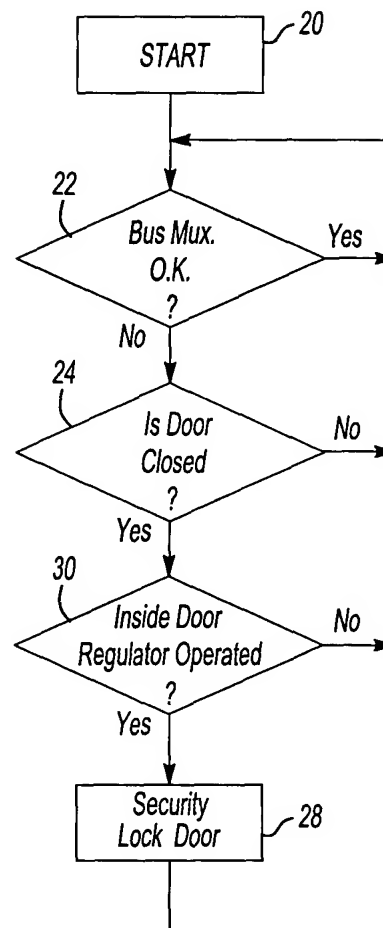 START
20
22
Bus Mux.
O.K.
?
Yes
No
24
Is Door
Closed
?
No
Yes
30
Inside Door
Regulator Operated
?
No
Yes
Security
Lock Door
28